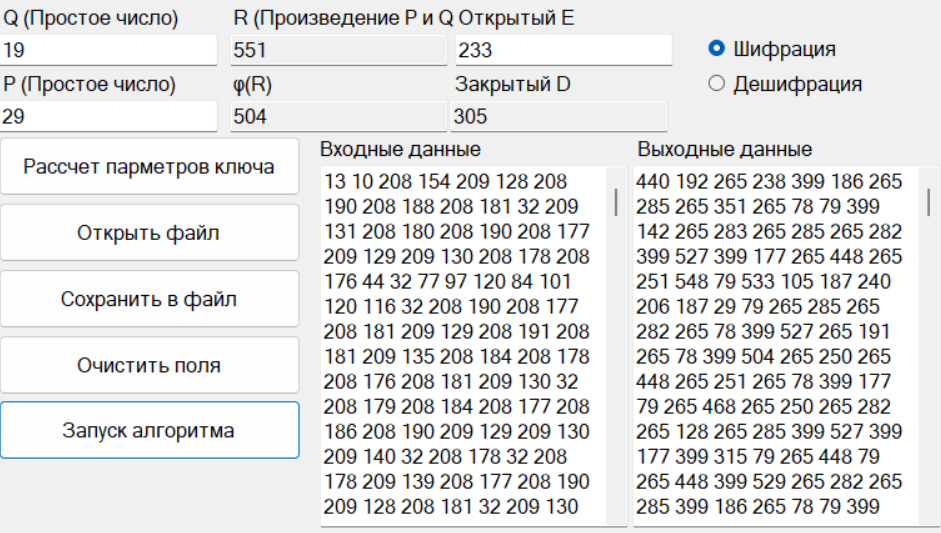 Q (Простое число)
R (Произведение P и Q
Открытый E
19
551
233
Шифрация
P (Простое число)
φ(R)
Закрытый D
Дешифрация
29
504
305
Рассчет парметров ключа
Открыть файл
Сохранить в файл
Очистить поля
Запуск алгоритма
Входные данные
13 10 208 154 209 128 208
190 208 188 208 181 32 209
131 208 180 208 190 208 177
209 129 209 130 208 178 208
176 44 32 77 97 120 84 101
120 116 32 208 190 208 177
208 181 209 129 208 191 208
181 209 135 208 184 208 178
208 176 208 181 209 130 32
208 179 208 184 208 177 208
186 208 190 209 129 209 130
209 140 32 208 178 32 208
178 209 139 208 177 208 190
209 128 208 181 32 209 130
Выходные данные
440 192 265 238 399 186 265
285 265 351 265 78 79 399
142 265 283 265 285 265 282
399 527 399 177 265 448 265
251 548 79 533 105 187 240
206 187 29 79 265 285 265
282 265 78 399 527 265 191
265 78 399 504 265 250 265
448 265 251 265 78 399 177
79 265 468 265 250 265 282
265 128 265 285 399 527 399
177 399 315 79 265 448 79
265 448 399 529 265 282 265
285 399 186 265 78 79 399